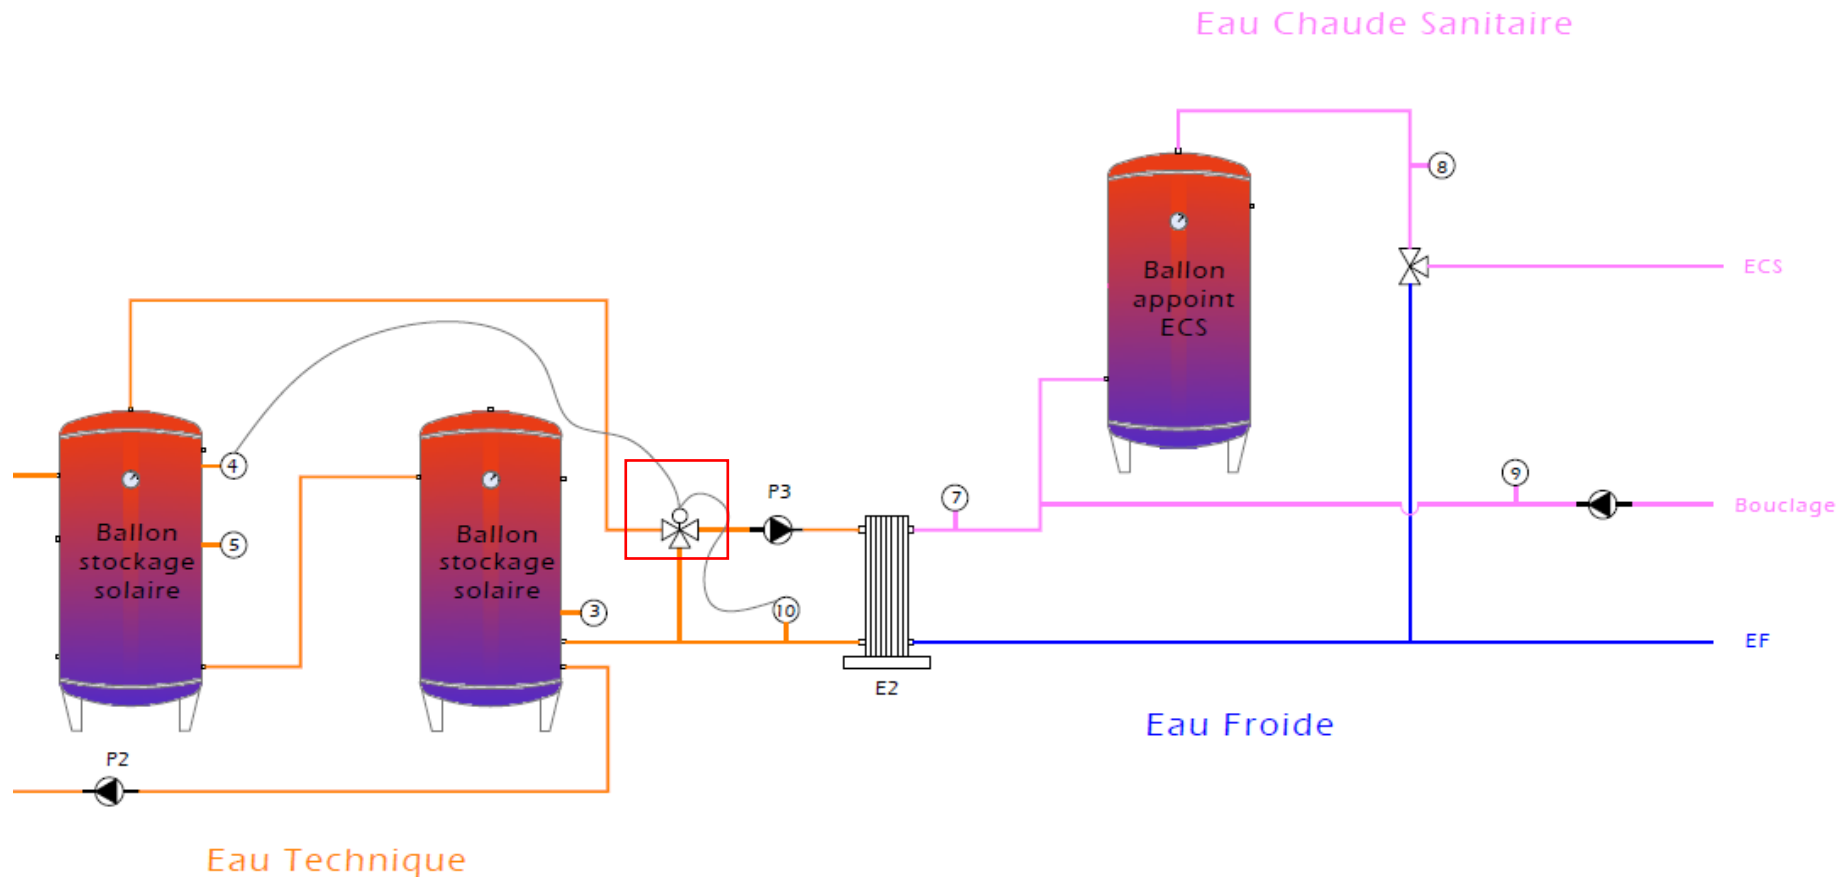 Eau Chaude Sanitaire
8
Ballon
appoint
ECS
ECS
4
P3
7
9
Bouclage
Ballon
stockage
solaire
5
Ballon
stockage
solaire
3
10
EF
E2
Eau Froide
P2
Eau Technique